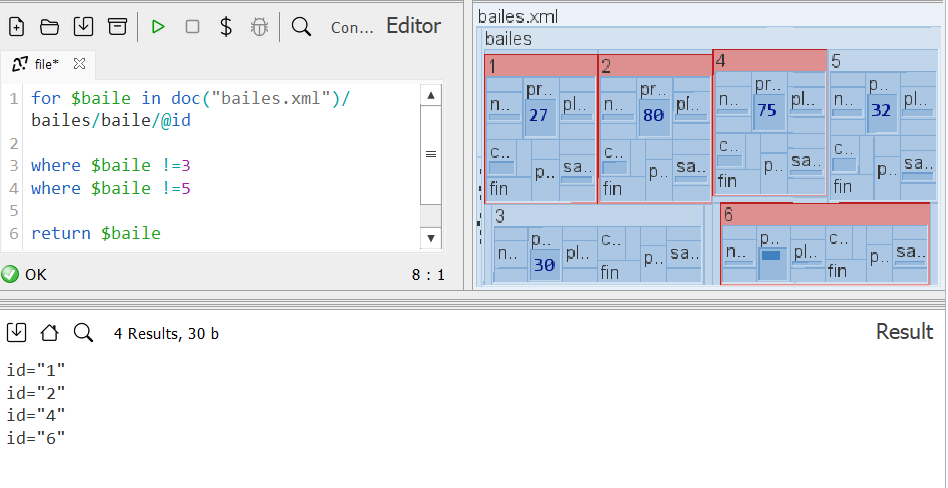 Con... Editor
file*
1 for $baile in doc("bailes.xml")/
bailes/baile/@id
2
3 where $baile !=3
4 where $baile !=5
5
6 return $baile
OK 8 : 1
bailes.xml
bailes
1 2 4 5
n.. pr... pl.. n.. pr... pl.. n.. pr... pl.. n.. p.. pl..
27 80 75 32
c.. p.. sa.. c.. p.. sa.. c.. p.. sa.. c.. p.. sa..
fin fin fin fin
3 6
n.. p.. pl.. c.. p.. sa.. n.. p.. pl.. c.. p.. sa..
30 fin fin
4 Results, 30 b Result
id="1"
id="2"
id="4"
id="6"